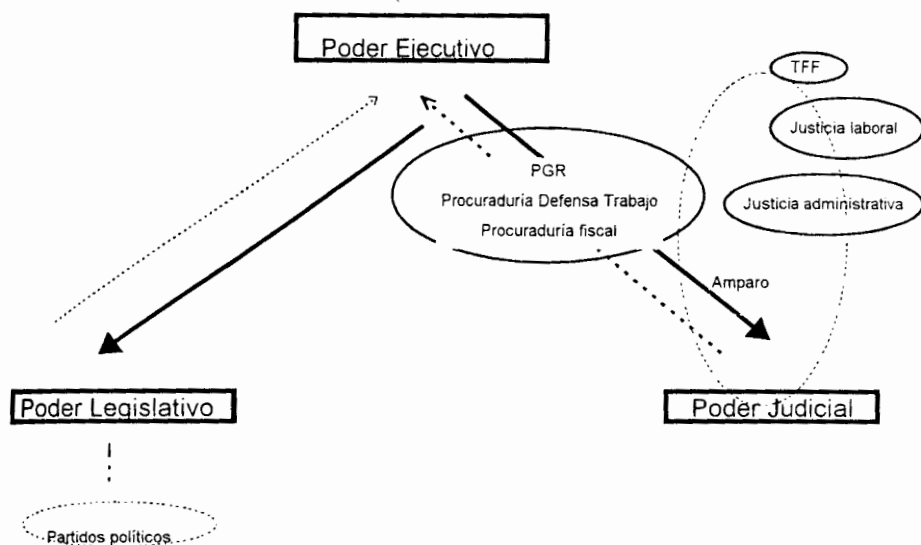 Poder Ejecutivo
TFF
Justicia laboral
PGR
Procuraduría Defensa Trabajo
Justicia administrativa
Procuraduría fiscal
Amparo
Poder Legislativo
Poder Judicial
Partidos políticos